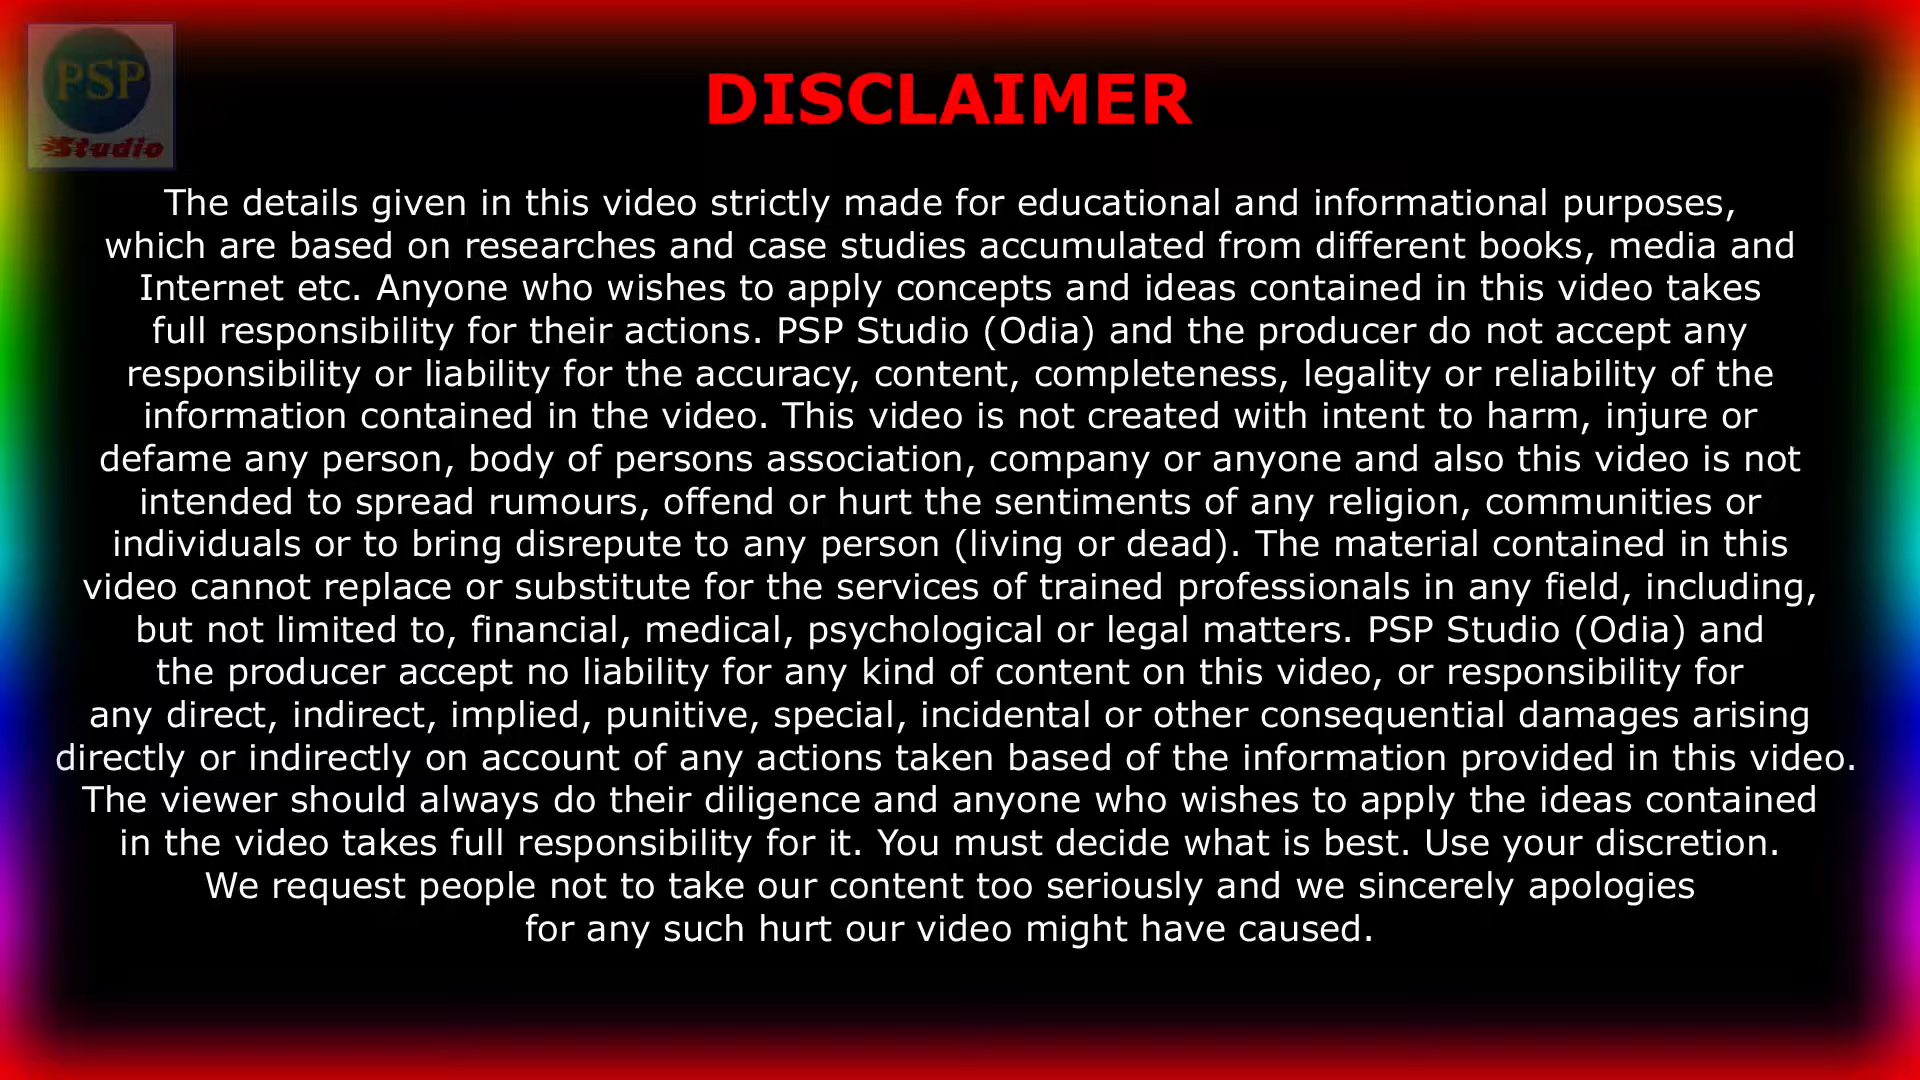 PSP
Studio
DISCLAIMER
The details given in this video strictly made for educational and informational purposes,
which are based on researches and case studies accumulated from different books, media and
Internet etc. Anyone who wishes to apply concepts and ideas contained in this video takes
full responsibility for their actions. PSP Studio (Odia) and the producer do not accept any
responsibility or liability for the accuracy, content, completeness, legality or reliability of the
information contained in the video. This video is not created with intent to harm, injure or
defame any person, body of persons association, company or anyone and also this video is not
intended to spread rumours, offend or hurt the sentiments of any religion, communities or
individuals or to bring disrepute to any person (living or dead). The material contained in this
video cannot replace or substitute for the services of trained professionals in any field, including,
but not limited to, financial, medical, psychological or legal matters. PSP Studio (Odia) and
the producer accept no liability for any kind of content on this video, or responsibility for
any direct, indirect, implied, punitive, special, incidental or other consequential damages arising
directly or indirectly on account of any actions taken based of the information provided in this video.
The viewer should always do their diligence and anyone who wishes to apply the ideas contained
in the video takes full responsibility for it. You must decide what is best. Use your discretion.
We request people not to take our content too seriously and we sincerely apologies
for any such hurt our video might have caused.